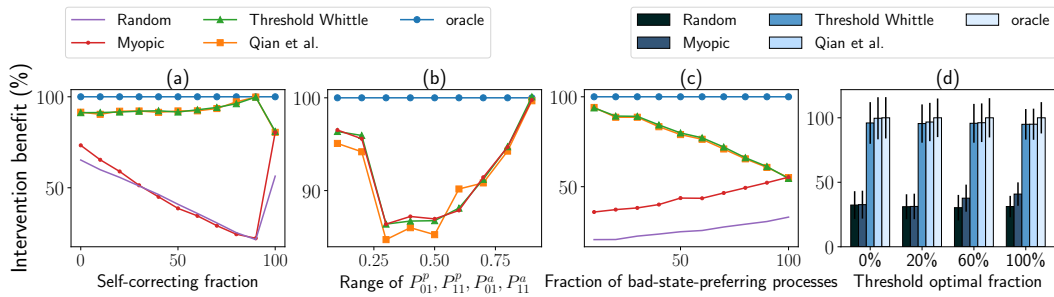 Random
Threshold Whittle
oracle
Myopic
Qian et al.
Random
Threshold Whittle
oracle
Myopic
Qian et al.
(a)
(b)
(c)
(d)
Intervention benefit (%)
100
50
100
90
100
50
100
50
0
0
50
100
0.25
0.50
0.75
50
100
0%
20%
60%
100%
Self-correcting fraction
Range of $P_{01}^{p}, P_{11}^{p}, P_{01}^{a}, P_{11}^{a}$
Fraction of bad-state-preferring processes
Threshold optimal fraction